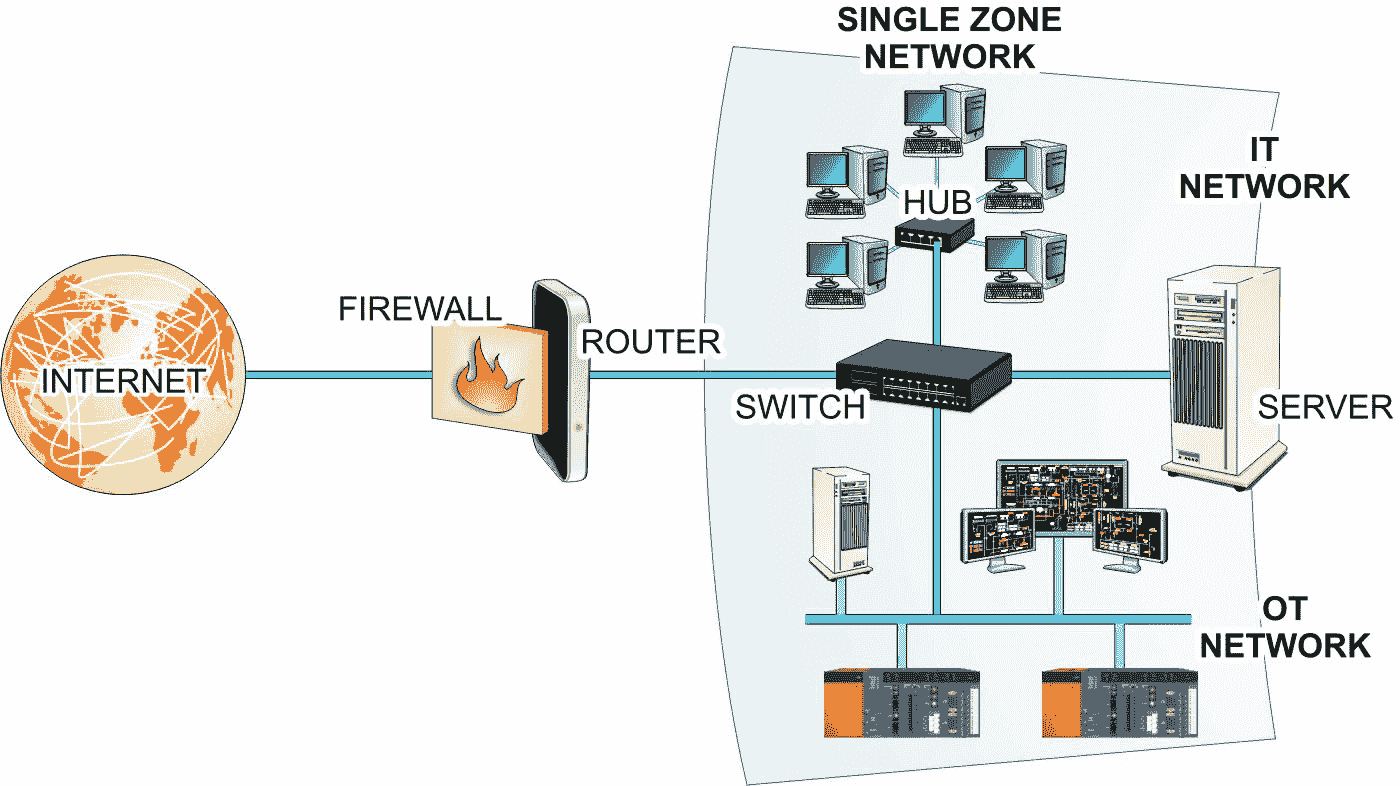 SINGLE ZONE
NETWORK
IT
NETWORK
HUB
FIREWALL
ROUTER
INTERNET
SWITCH
SERVER
OT
NETWORK